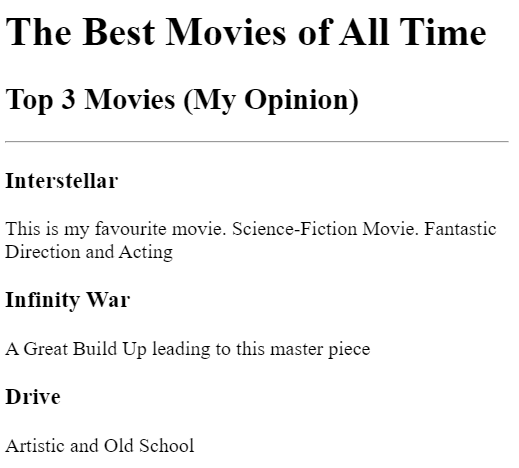 The Best Movies of All Time
Top 3 Movies (My Opinion)
Interstellar
This is my favourite movie. Science-Fiction Movie. Fantastic
Direction and Acting
Infinity War
A Great Build Up leading to this master piece
Drive
Artistic and Old School